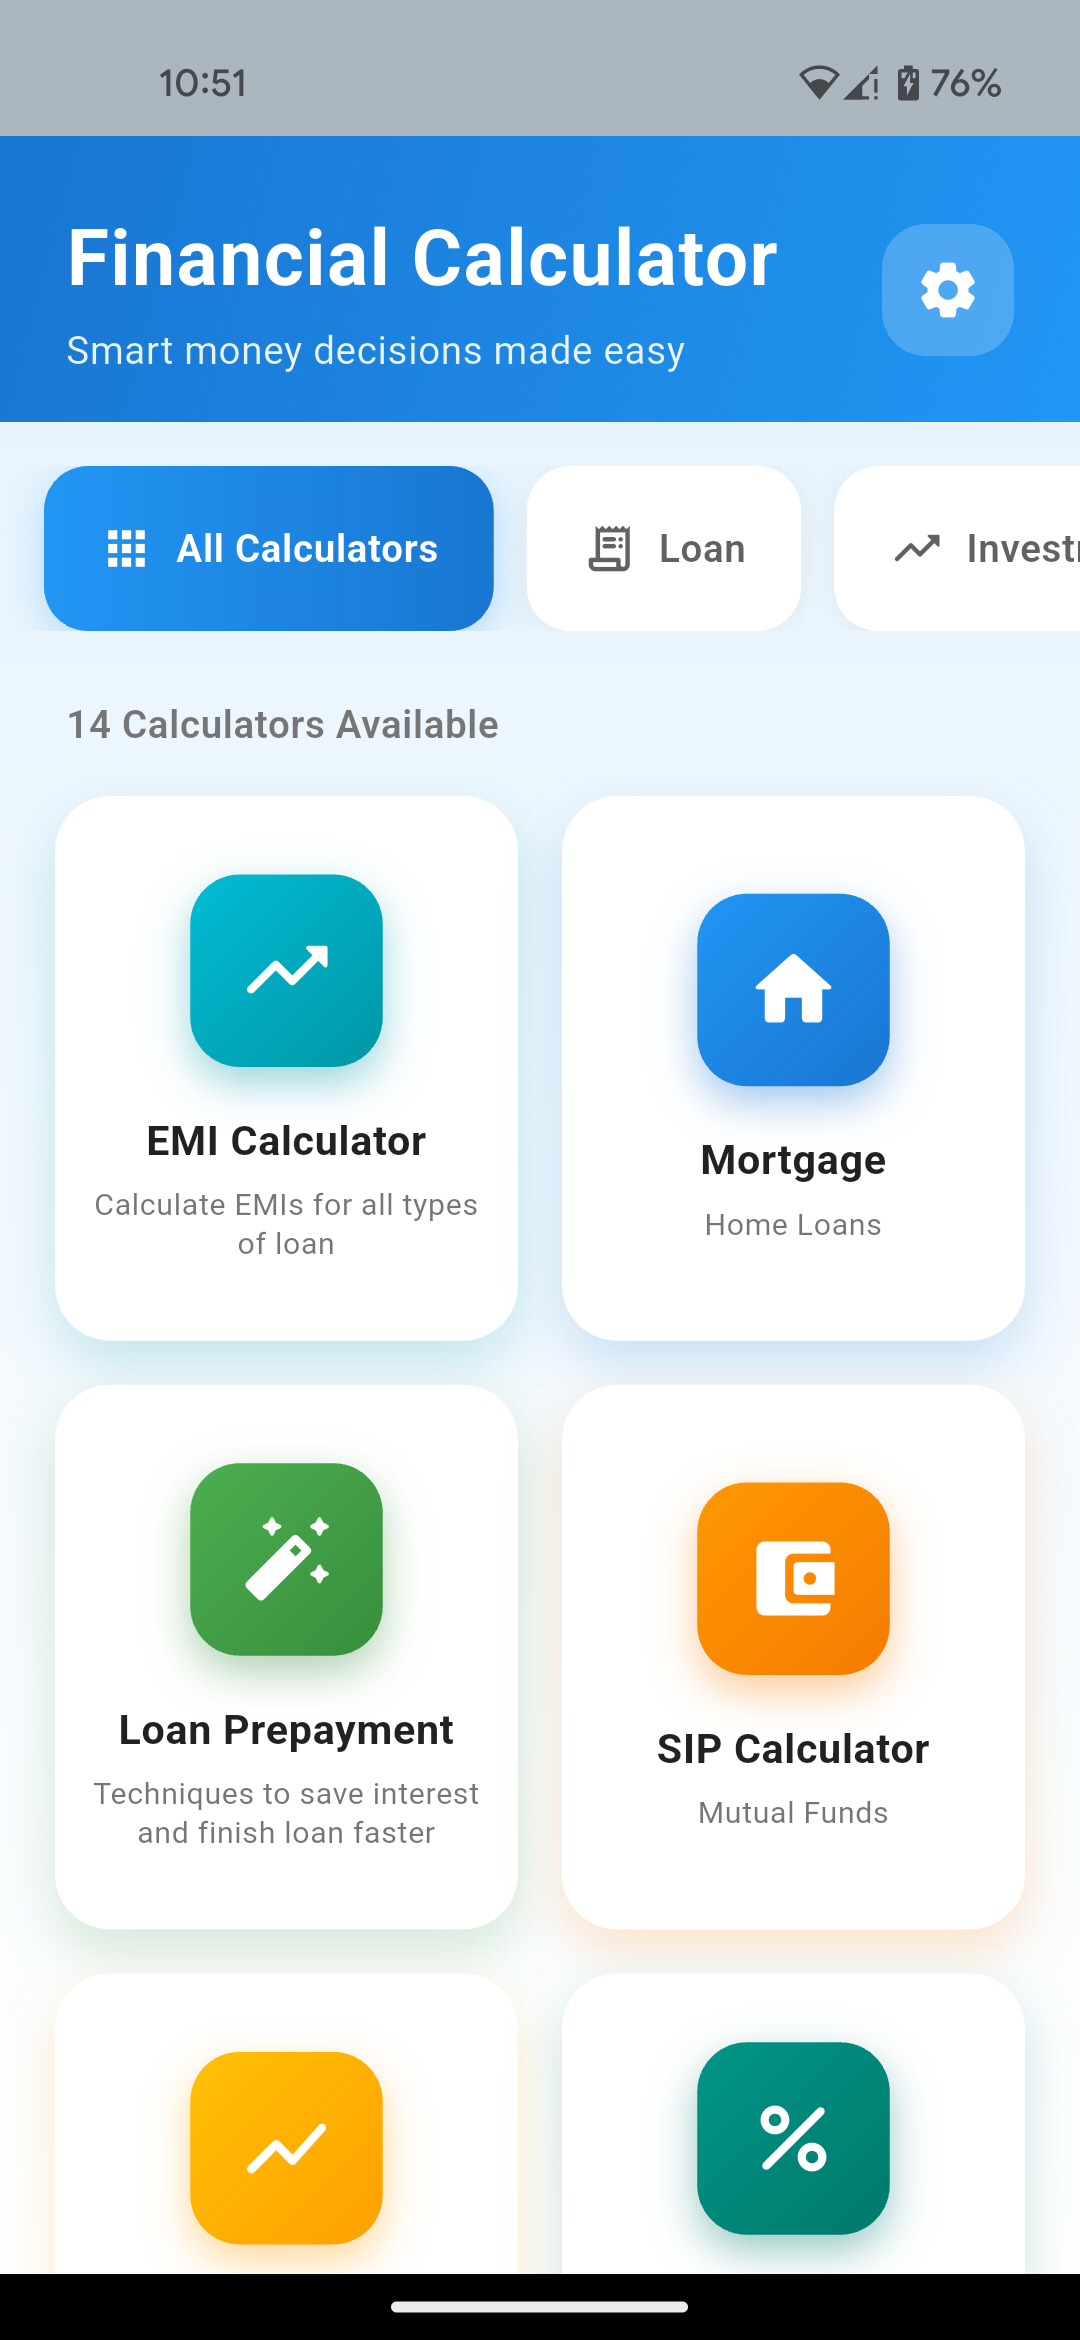 10:51
76%
Financial Calculator
Smart money decisions made easy
All Calculators
Loan
14 Calculators Available
EMI Calculator
Calculate EMIs for all types
of loan
Mortgage
Home Loans
Loan Prepayment
Techniques to save interest
and finish loan faster
SIP Calculator
Mutual Funds